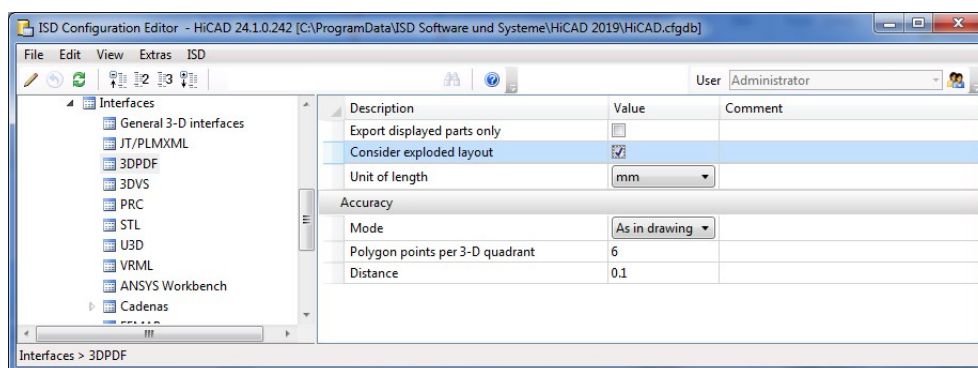 ISD Configuration Editor - HiCAD 24.1.0.242 [C:\ProgramData\ISD Software und Systeme\HiCAD 2019\HiCAD.cfgdb]
File Edit View Extras ISD
User Administrator
Interfaces
General 3-D interfaces
JT/PLMXML
3DPDF
3DVS
PRC
STL
U3D
VRML
ANSYS Workbench
Cadenas
Description Value Comment
Export displayed parts only
Consider exploded layout
Unit of length mm
Accuracy
Mode As in drawing
Polygon points per 3-D quadrant 6
Distance 0.1
Interfaces > 3DPDF